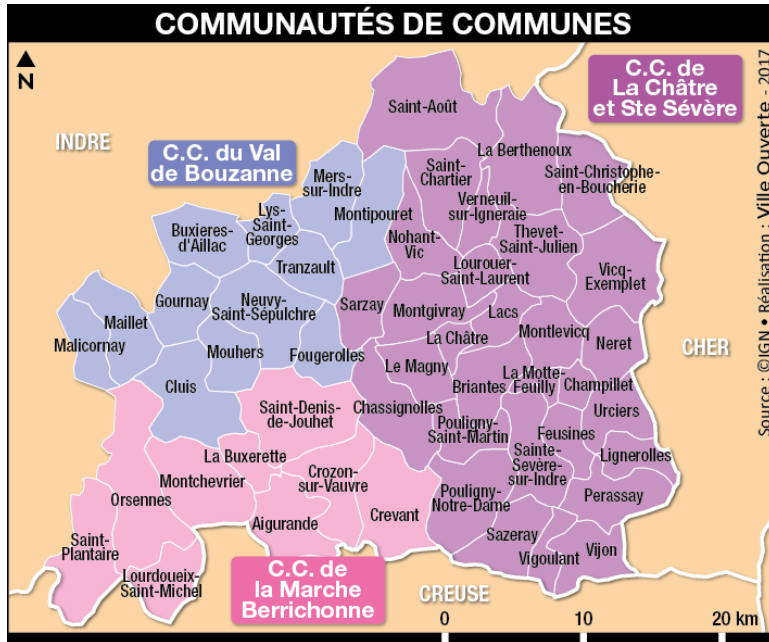 COMMUNAUTÉS DE COMMUNES
N
C.C. de
La Châtre
et Ste Sévère
Source : ©IGN • Réalisation : Ville Ouverte - 2017
INDRE
C.C. du Val
de Bouzanne
Saint-Août
La Berthenoux
Saint-
Chartier
Saint-Christophe-
en-Boucherie
Mers-
sur-Indre
Verneuil-
sur-Igneraie
Lys-
Saint-
Georges
Montipouret
Buxieres-
d'Aillac
Nohant-
Vic
Thevet-
Saint-Julien
Tranzault
Lourouer-
Saint-Laurent
Vicq-
Exemplet
Gournay
Neuvy-
Saint-Sépulchre
Sarzay
Montgivray
Lacs
Maillet
Malicornay
Mouhers
Fougerolles
La Châtre
Montlevicq
Neret
CHER
Le Magny
Briantes
La Motte-
Feuilly
Champillet
Cluis
Saint-Denis-
de-Jouhet
Chassignolles
Urciers
Pouligny-
Saint-Martin
Feusines
Sainte-
Sevère-
sur-Indre
Lignerolles
La Buxerette
Montchevrier
Crozon-
sur-Vauvre
Pouligny-
Notre-Dame
Perassay
Orsennes
Aigurande
Crevant
Sazeray
Saint-
Plantaire
Vigoulant
Vijon
Lourdoueix-
Saint-Michel
C.C. de
la Marche
Berrichonne
CREUSE
0 10 20 km